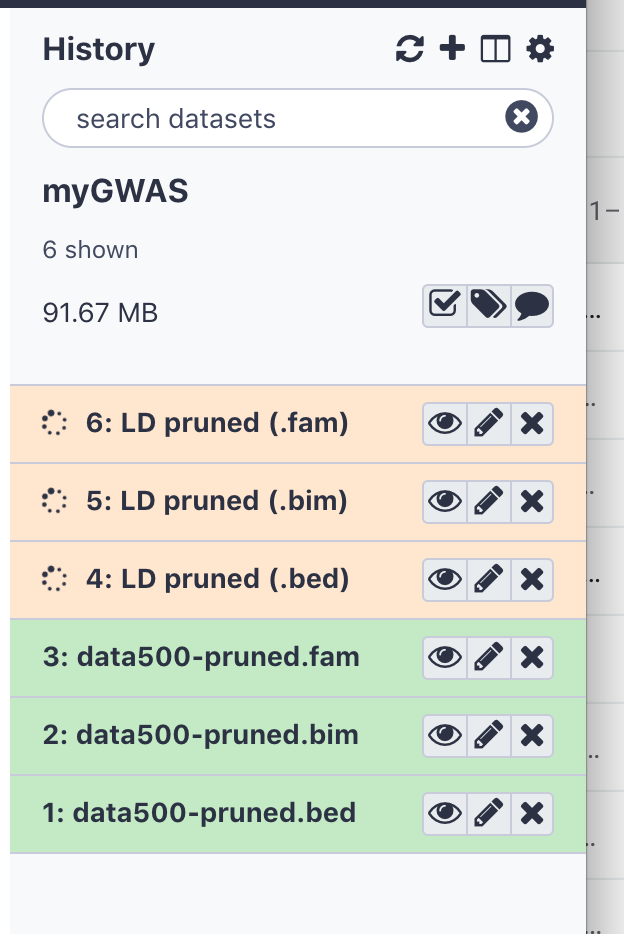 History
search datasets
myGWAS
6 shown
91.67 MB
6: LD pruned (.fam)
5: LD pruned (.bim)
4: LD pruned (.bed)
3: data500-pruned.fam
2: data500-pruned.bim
1: data500-pruned.bed
1–